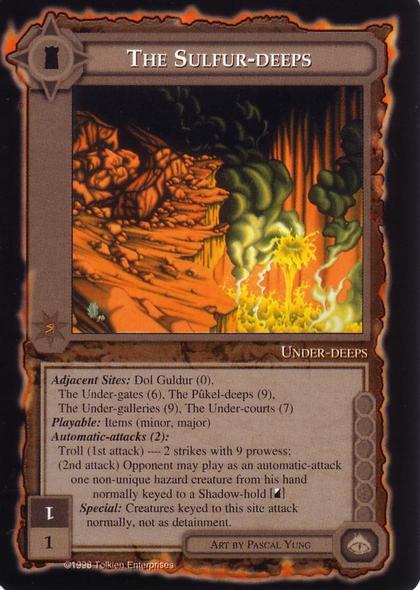 The Sulfur-deeps
Under-deeps
Adjacent Sites: Dol Guldur (0),
The Under-gates (6), The Pûkel-deeps (9),
The Under-galleries (9), The Under-courts (7)
Playable: Items (minor, major)
Automatic-attacks (2):
Troll (1st attack) — 2 strikes with 9 prowess;
(2nd attack) Opponent may play as an automatic-attack
one non-unique hazard creature from his hand
normally keyed to a Shadow-hold [ ]
Special: Creatures keyed to this site attack
normally, not as detainment.
1
1
Art by Pascal Yung
©1998 Tolkien Enterprises